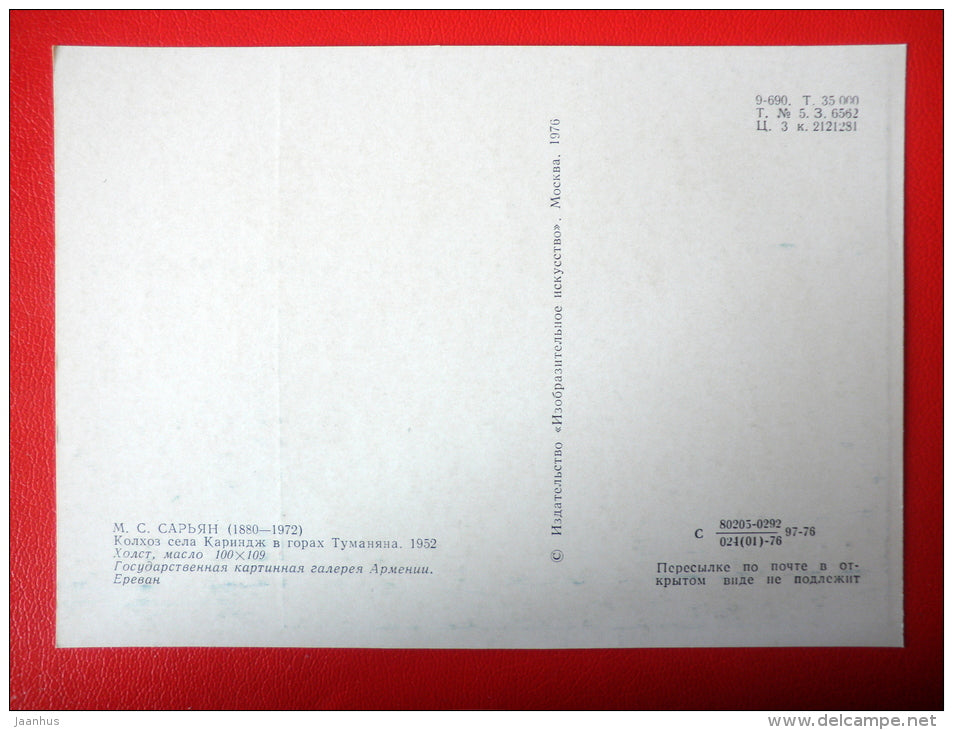 9-690. Т. 35 000
Т. № 5. З. 6562
Ц. 3 к. 2121281
© Издательство «Изобразительное искусство». Москва. 1976
М. С. САРЬЯН (1880—1972)
Колхоз села Кариндж в горах Туманяна. 1952
Холст, масло 100×109
Государственная картинная галерея Армении.
Ереван
С 80203-0292
024(01)-76 97-76
Пересылке по почте в от-
крытом виде не подлежит
Jaanhus
www.delcampe.net